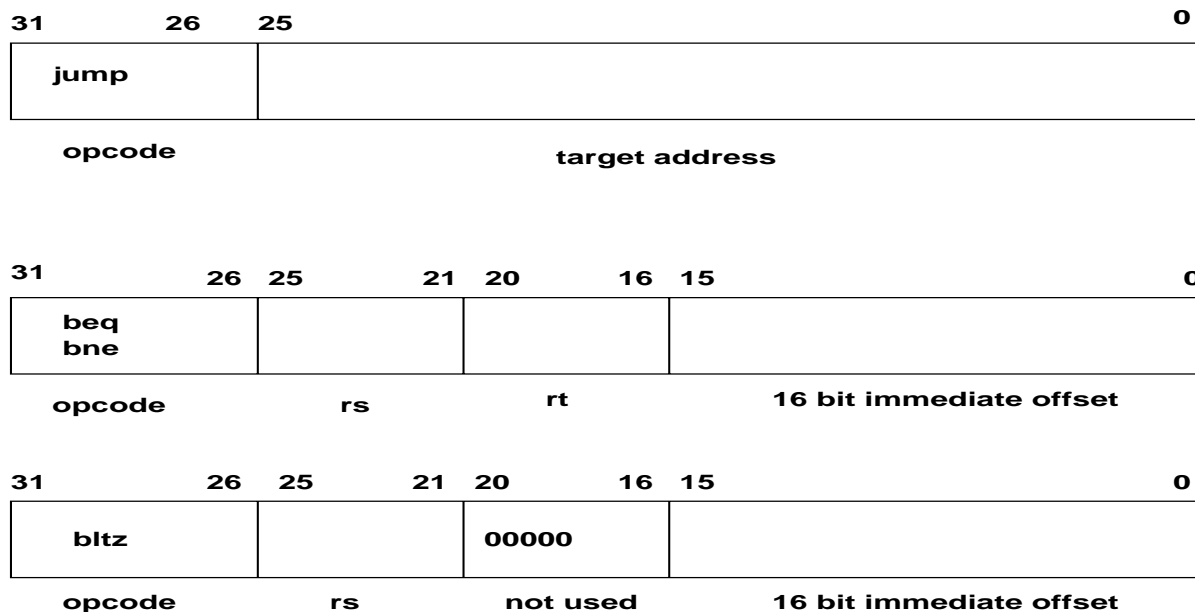 31 26 25 0
jump
opcode target address
31 26 25 21 20 16 15 0
beq
bne
opcode rs rt 16 bit immediate offset
31 26 25 21 20 16 15 0
bltz 00000
opcode rs not used 16 bit immediate offset